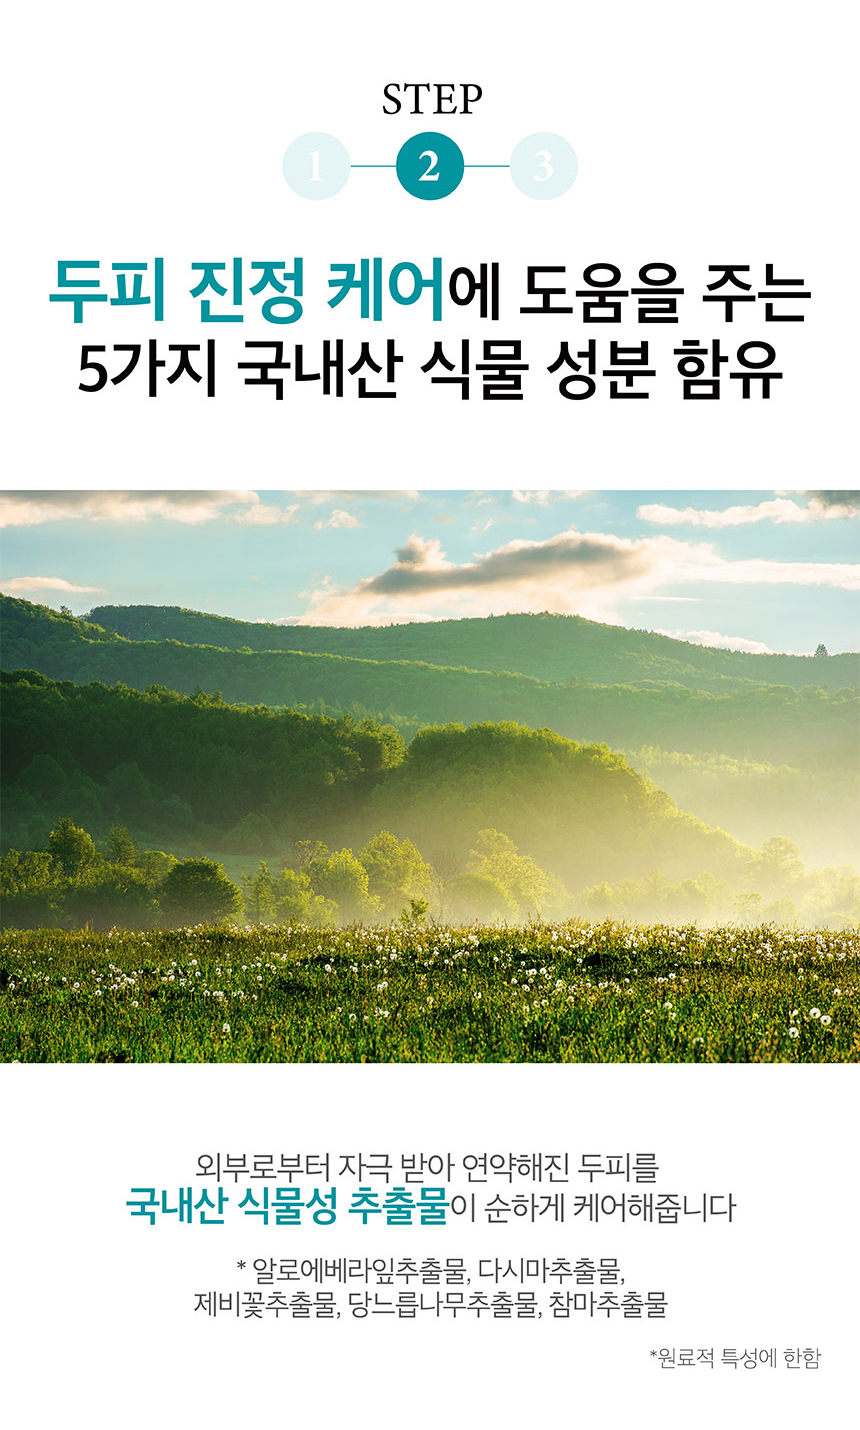 STEP
1 2 3
두피 진정 케어에 도움을 주는
5가지 국내산 식물 성분 함유
외부로부터 자극 받아 연약해진 두피를
국내산 식물성 추출물이 순하게 케어해줍니다
* 알로에베라잎추출물, 다시마추출물,
제비꽃추출물, 당느릅나무추출물, 참마추출물
*원료적 특성에 한함